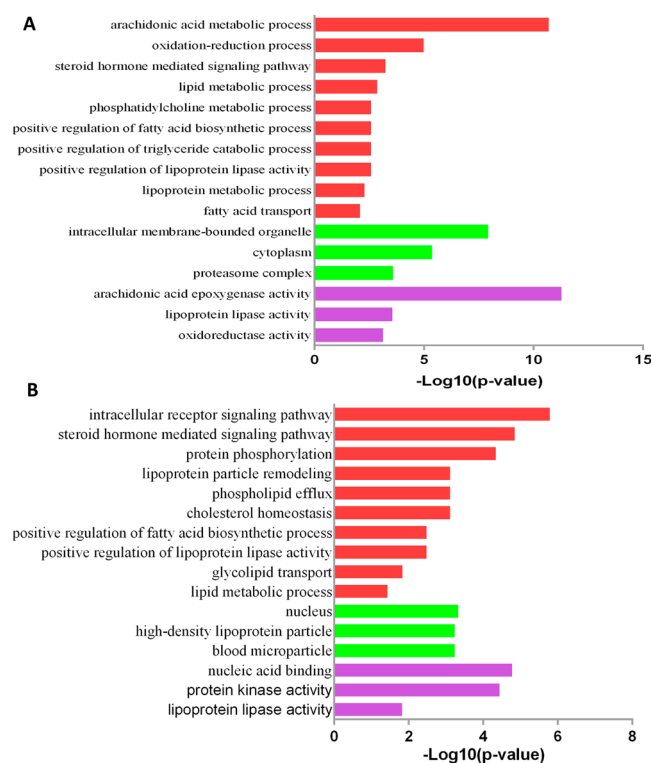 A
arachidonic acid metabolic process
oxidation-reduction process
steroid hormone mediated signaling pathway
lipid metabolic process
phosphatidylcholine metabolic process
positive regulation of fatty acid biosynthetic process
positive regulation of triglyceride catabolic process
positive regulation of lipoprotein lipase activity
lipoprotein metabolic process
fatty acid transport
intracellular membrane-bounded organelle
cytoplasm
proteasome complex
arachidonic acid epoxygenase activity
lipoprotein lipase activity
oxidoreductase activity
0 5 10 15
-Log10(p-value)
B
intracellular receptor signaling pathway
steroid hormone mediated signaling pathway
protein phosphorylation
lipoprotein particle remodeling
phospholipid efflux
cholesterol homeostasis
positive regulation of fatty acid biosynthetic process
positive regulation of lipoprotein lipase activity
glycolipid transport
lipid metabolic process
nucleus
high-density lipoprotein particle
blood microparticle
nucleic acid binding
protein kinase activity
lipoprotein lipase activity
0 2 4 6 8
-Log10(p-value)